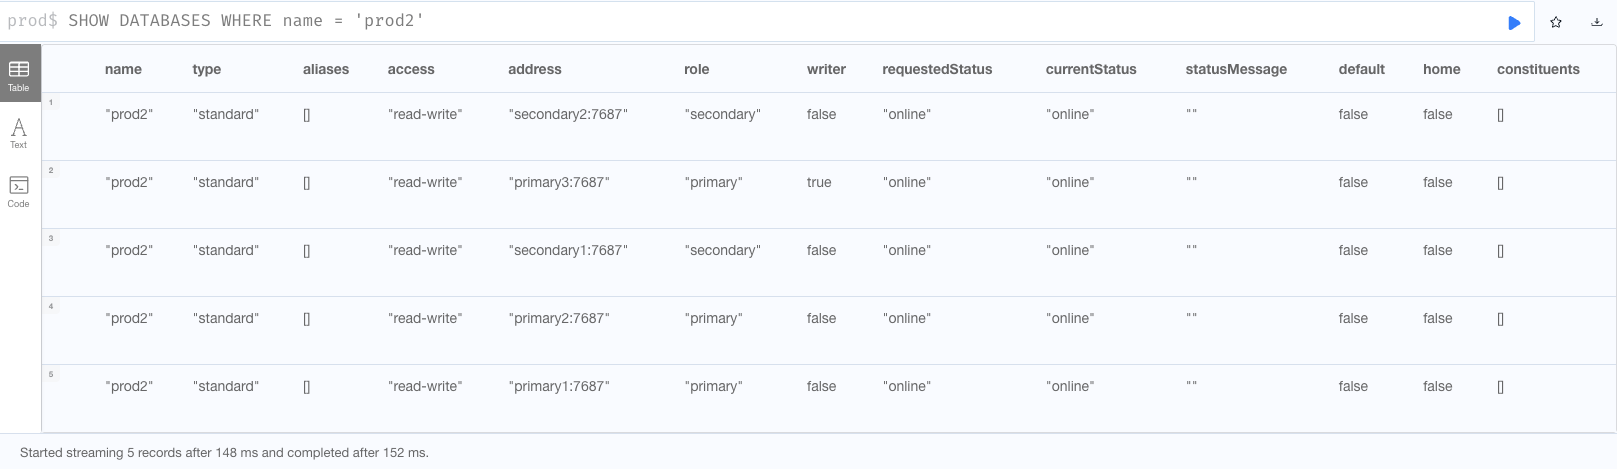 prod$ SHOW DATABASES WHERE name = 'prod2'
Table
Text
Code
name type aliases access address role writer requestedStatus currentStatus statusMessage default home constituents
1 "prod2" "standard" [] "read-write" "secondary2:7687" "secondary" false "online" "online" "" false false []
2 "prod2" "standard" [] "read-write" "primary3:7687" "primary" true "online" "online" "" false false []
3 "prod2" "standard" [] "read-write" "secondary1:7687" "secondary" false "online" "online" "" false false []
4 "prod2" "standard" [] "read-write" "primary2:7687" "primary" false "online" "online" "" false false []
5 "prod2" "standard" [] "read-write" "primary1:7687" "primary" false "online" "online" "" false false []
Started streaming 5 records after 148 ms and completed after 152 ms.